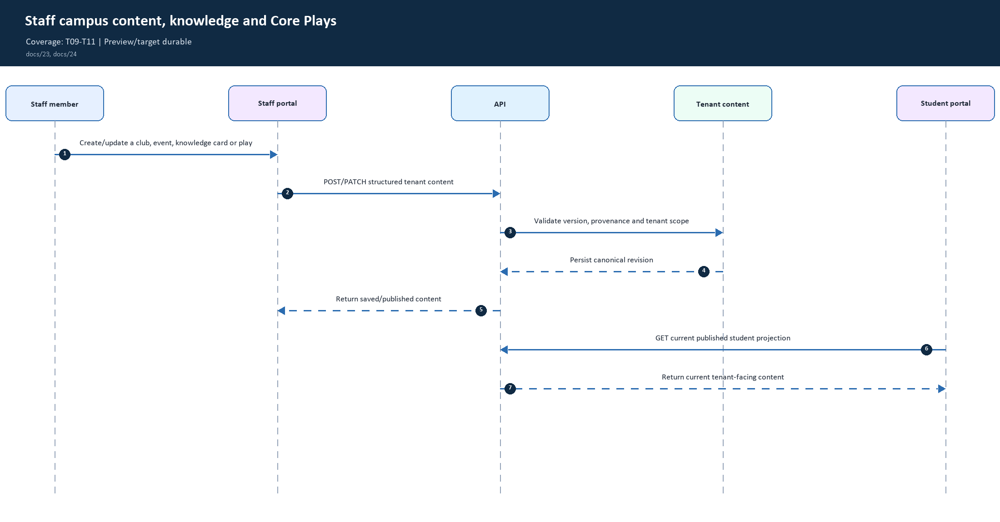 Staff campus content, knowledge and Core Plays
Coverage: T09-T11 | Preview/target durable
docs/23, docs/24
Staff member
Staff portal
API
Tenant content
Student portal
Create/update a club, event, knowledge card or play
1
POST/PATCH structured tenant content
2
Validate version, provenance and tenant scope
3
Persist canonical revision
4
Return saved/published content
5
GET current published student projection
6
Return current tenant-facing content
7